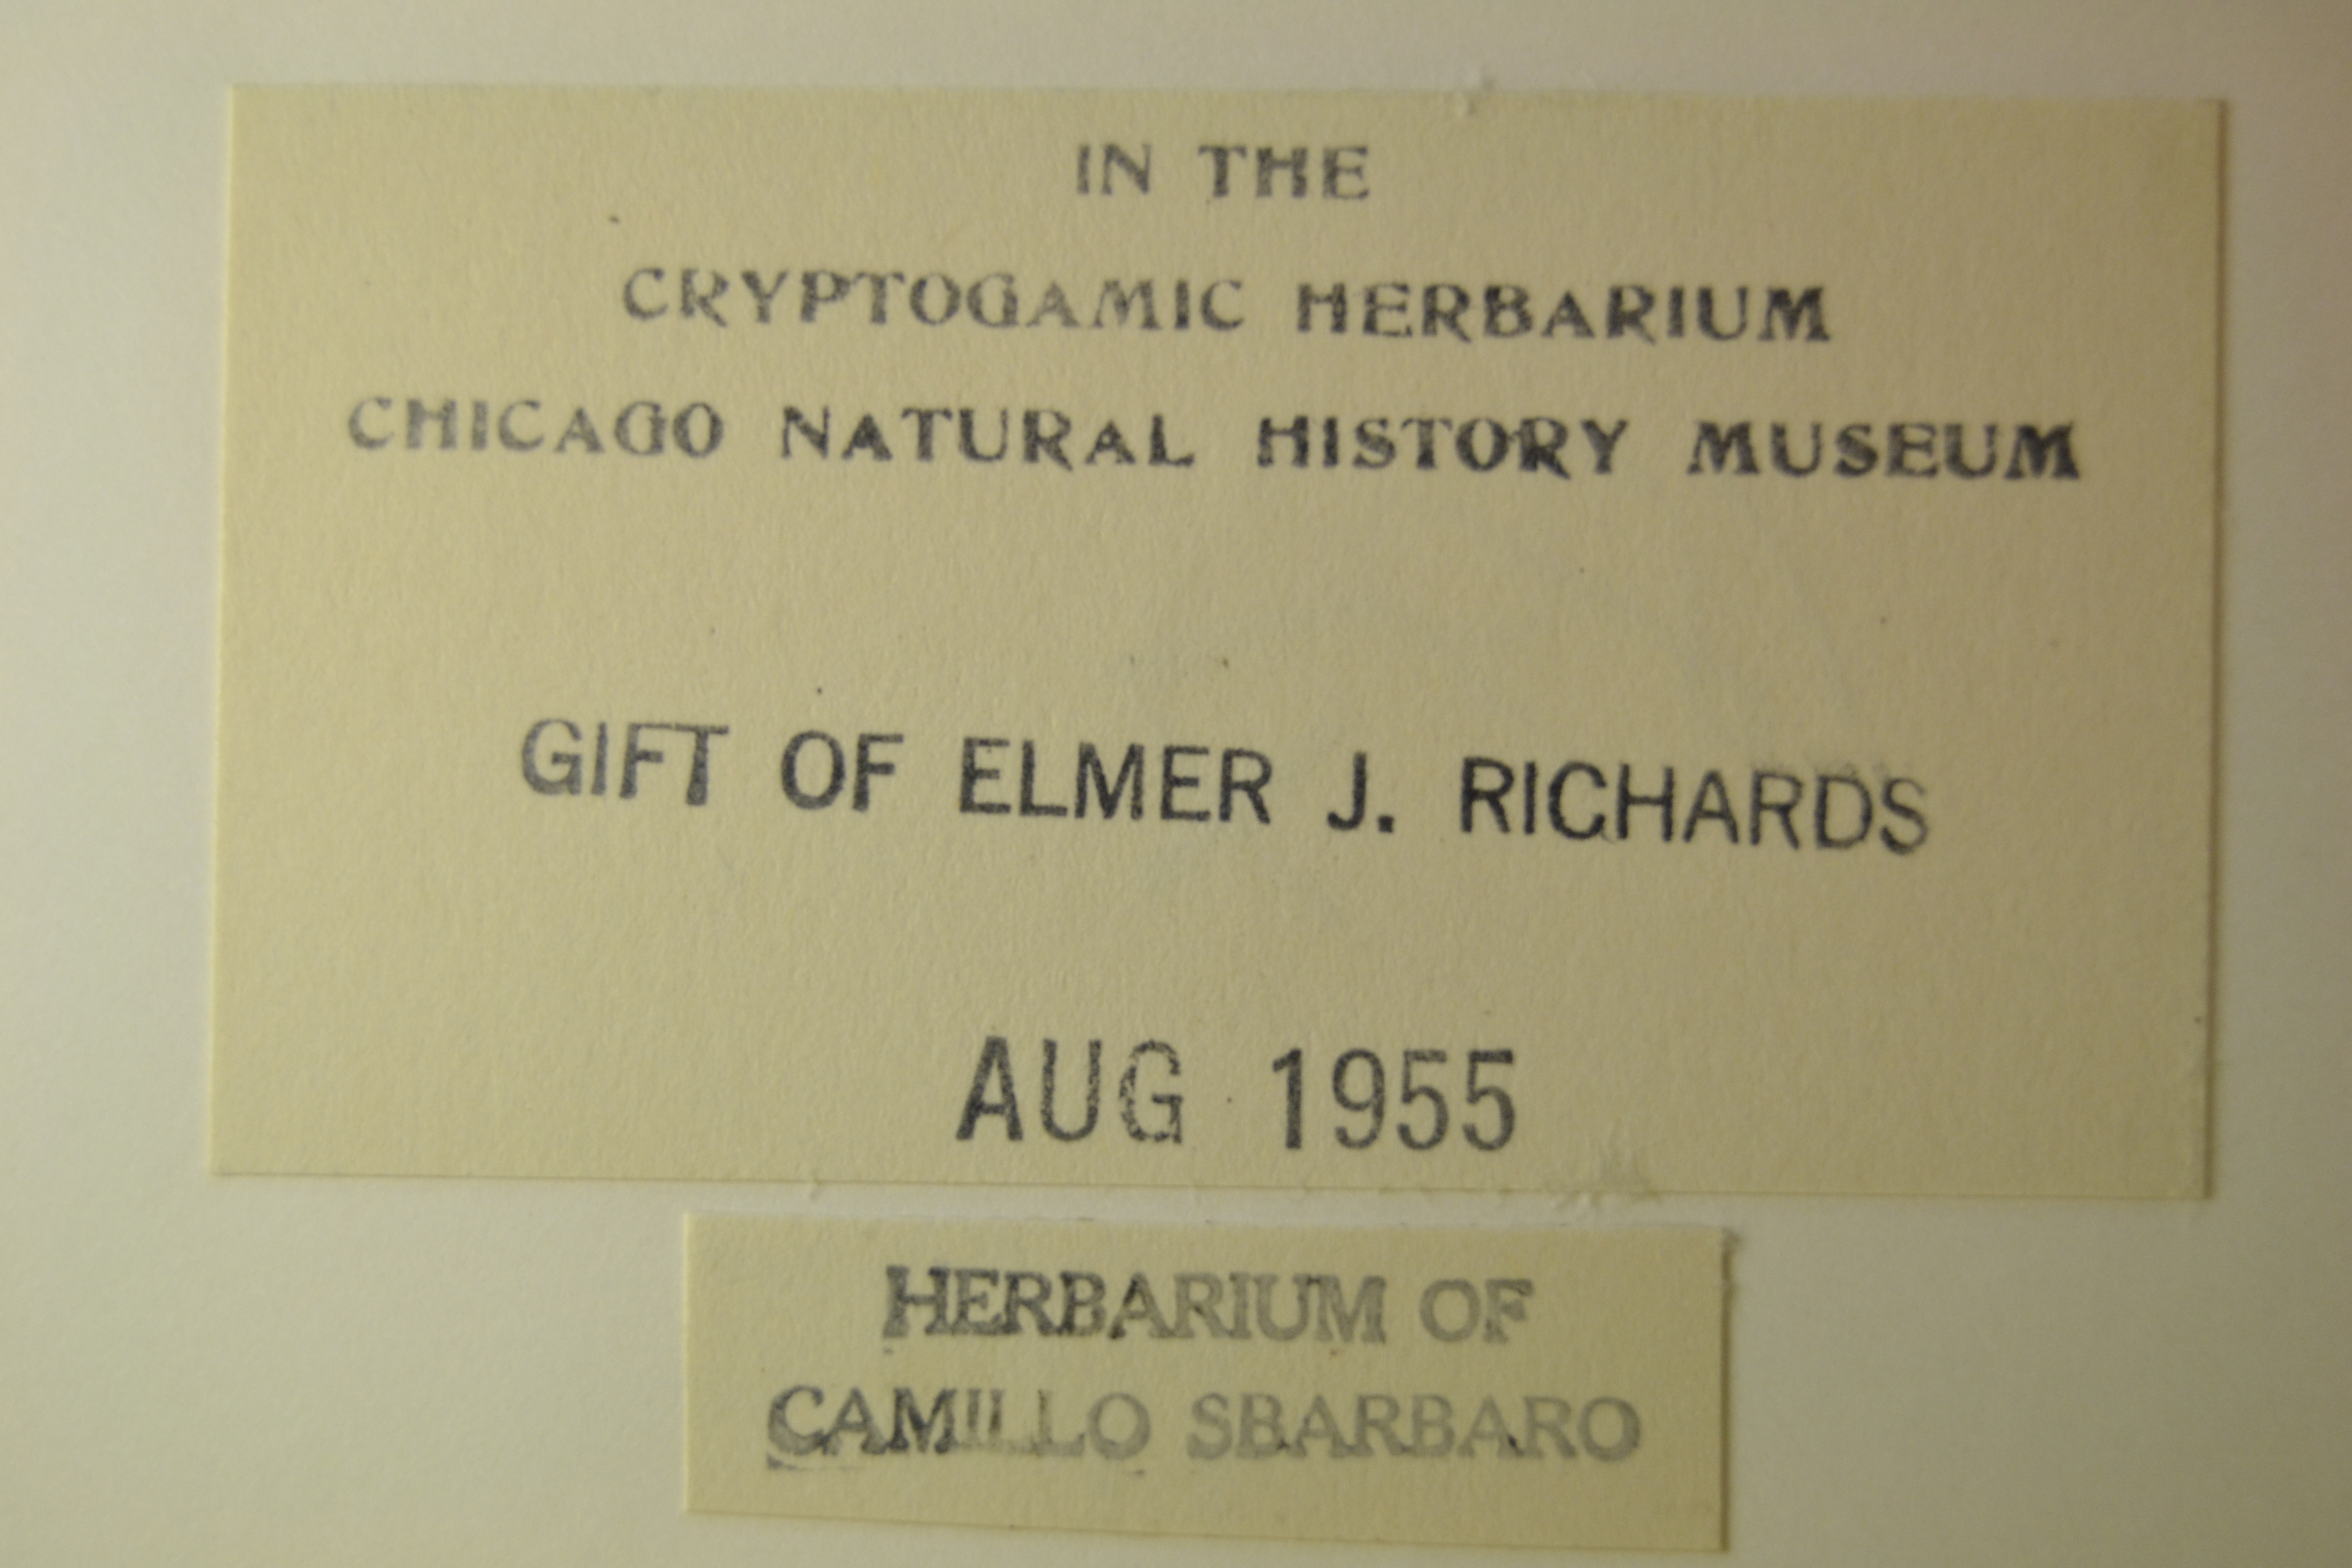 IN THE
CRYPTOGAMIC HERBARIUM
CHICAGO NATURAL HISTORY MUSEUM
GIFT OF ELMER J. RICHARDS
AUG 1955
HERBARIUM OF
CAMILLO SBARBARO